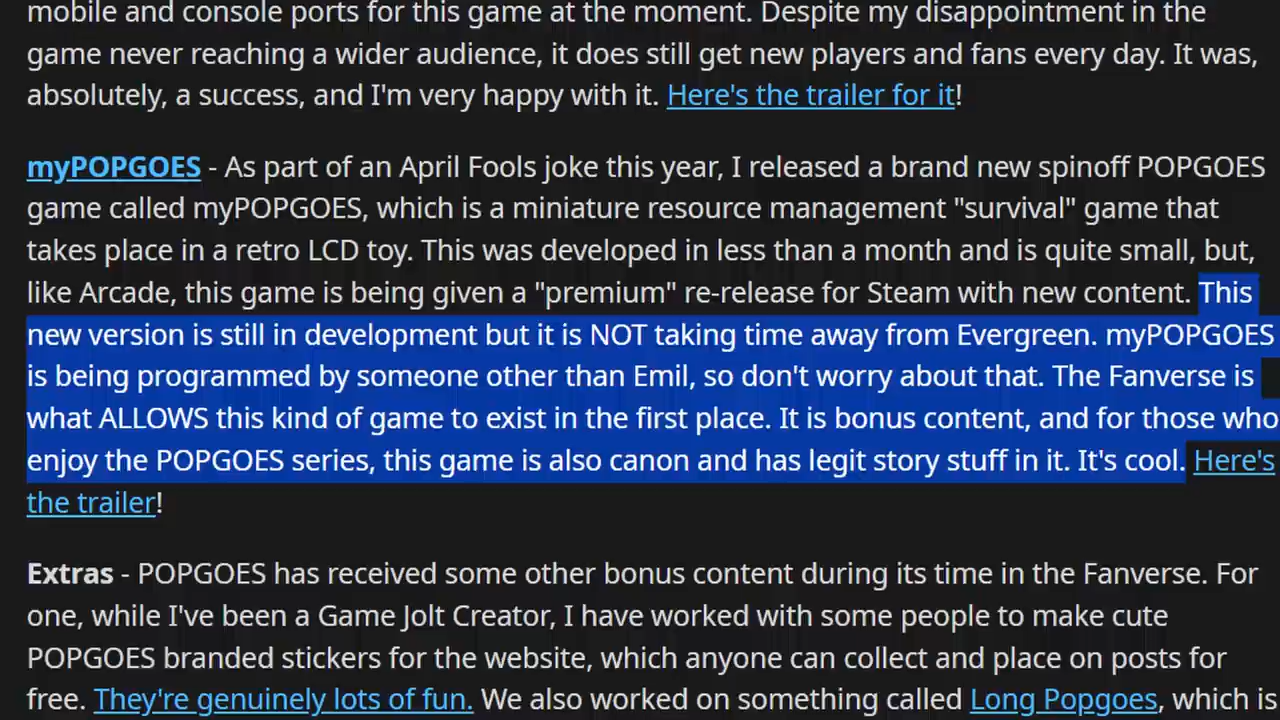 mobile and console ports for this game at the moment. Despite my disappointment in the
game never reaching a wider audience, it does still get new players and fans every day. It was,
absolutely, a success, and I'm very happy with it. Here's the trailer for it!
myPOPGOES - As part of an April Fools joke this year, I released a brand new spinoff POPGOES
game called myPOPGOES, which is a miniature resource management "survival" game that
takes place in a retro LCD toy. This was developed in less than a month and is quite small, but,
like Arcade, this game is being given a "premium" re-release for Steam with new content. This
new version is still in development but it is NOT taking time away from Evergreen. myPOPGOES
is being programmed by someone other than Emil, so don't worry about that. The Fanverse is
what ALLOWS this kind of game to exist in the first place. It is bonus content, and for those who
enjoy the POPGOES series, this game is also canon and has legit story stuff in it. It's cool. Here's
the trailer!
Extras - POPGOES has received some other bonus content during its time in the Fanverse. For
one, while I've been a Game Jolt Creator, I have worked with some people to make cute
POPGOES branded stickers for the website, which anyone can collect and place on posts for
free. They're genuinely lots of fun. We also worked on something called Long Popgoes, which is